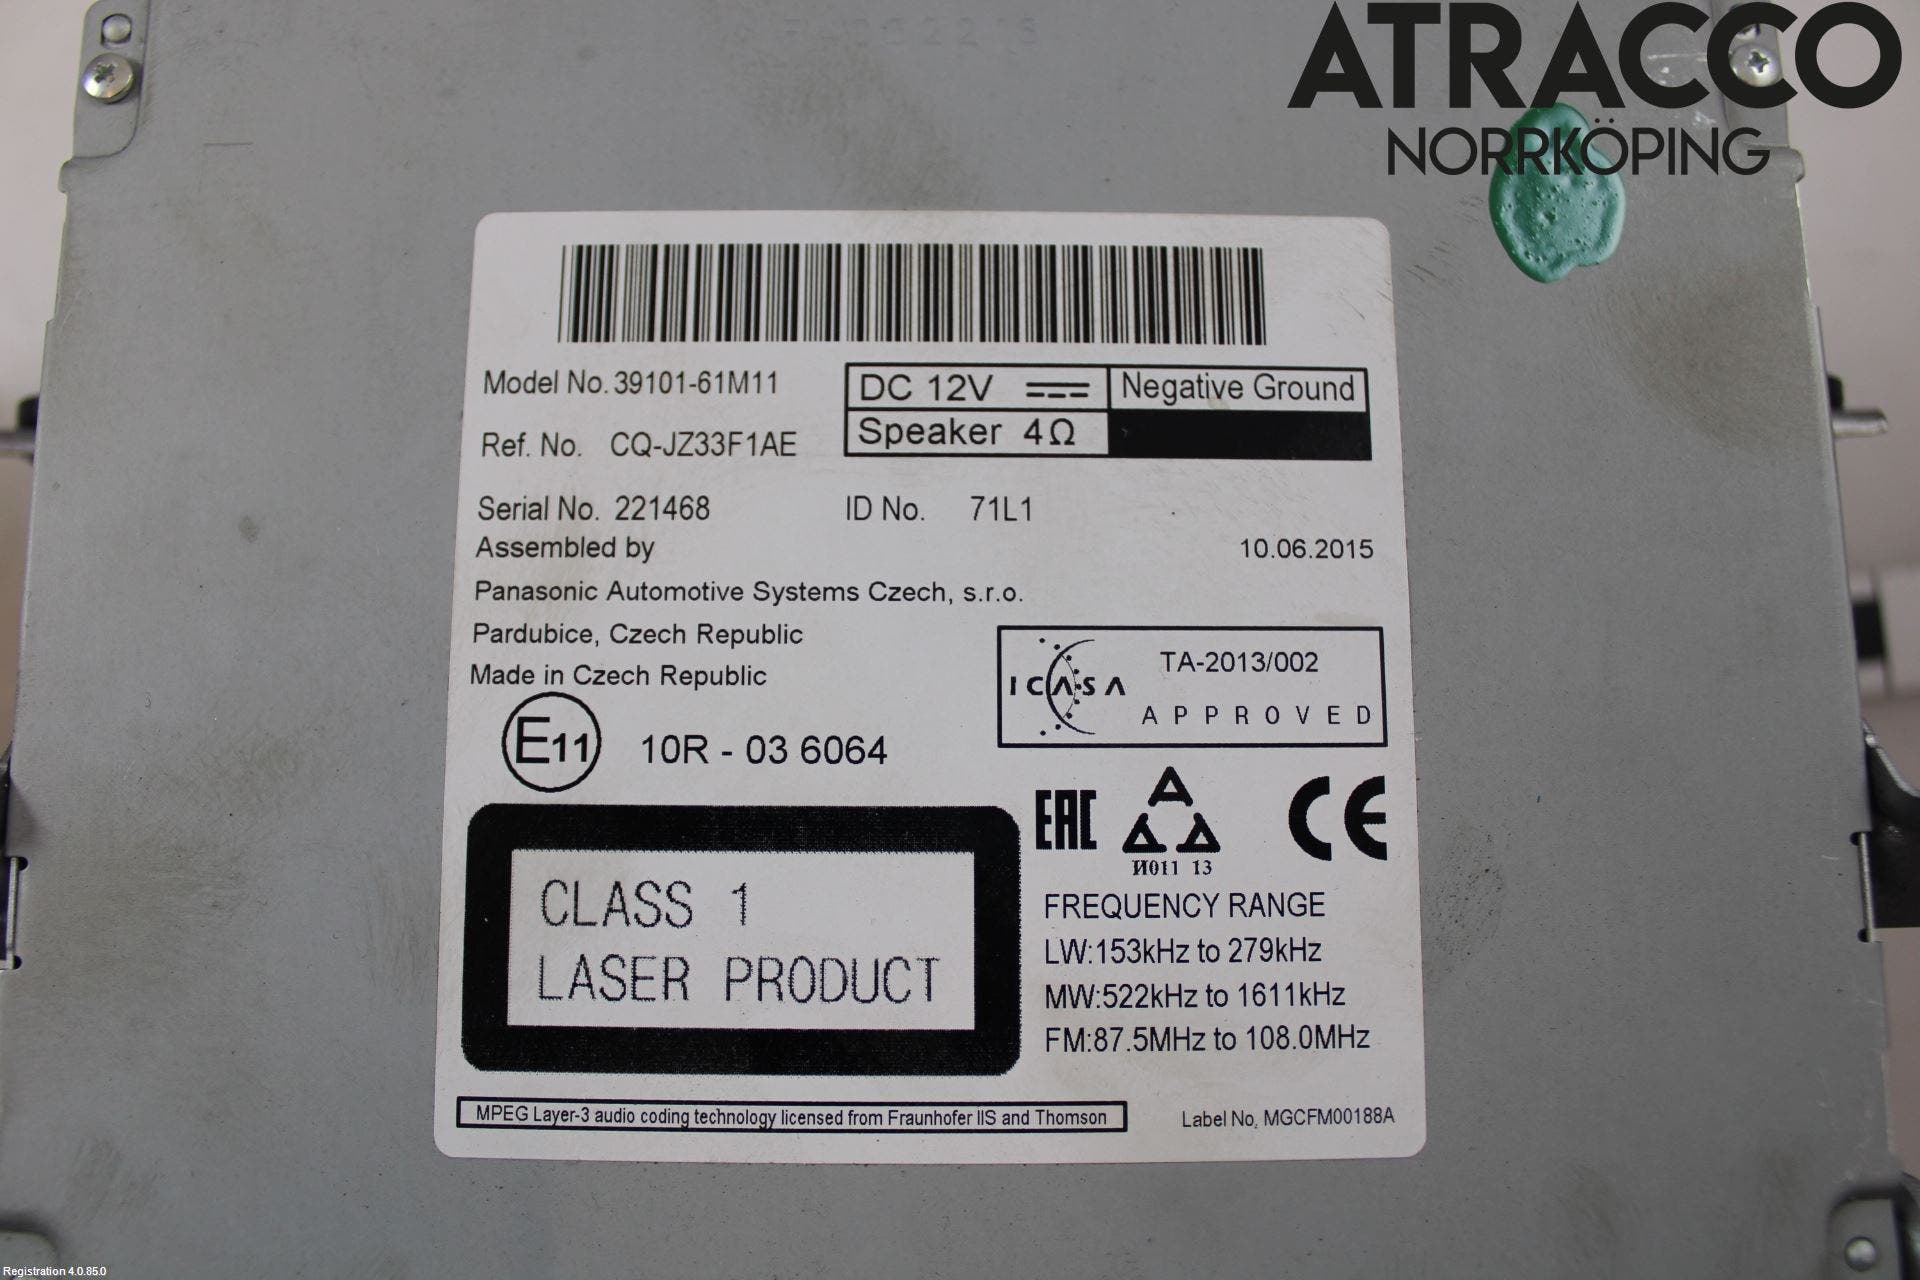 ATRACCO
NORRKÖPING
Model No. 39101-61M11
DC 12V
Negative Ground
Ref. No. CQ-JZ33F1AE
Speaker 4Ω
Serial No. 221468
ID No. 71L1
Assembled by
10.06.2015
Panasonic Automotive Systems Czech, s.r.o.
Pardubice, Czech Republic
Made in Czech Republic
ICASA
TA-2013/002
APPROVED
E11
10R - 03 6064
EAC
CE
И011 13
CLASS 1
LASER PRODUCT
FREQUENCY RANGE
LW:153kHz to 279kHz
MW:522kHz to 1611kHz
FM:87.5MHz to 108.0MHz
MPEG Layer-3 audio coding technology licensed from Fraunhofer IIS and Thomson
Label No. MGCFM00188A
Registration 4.0.85.0